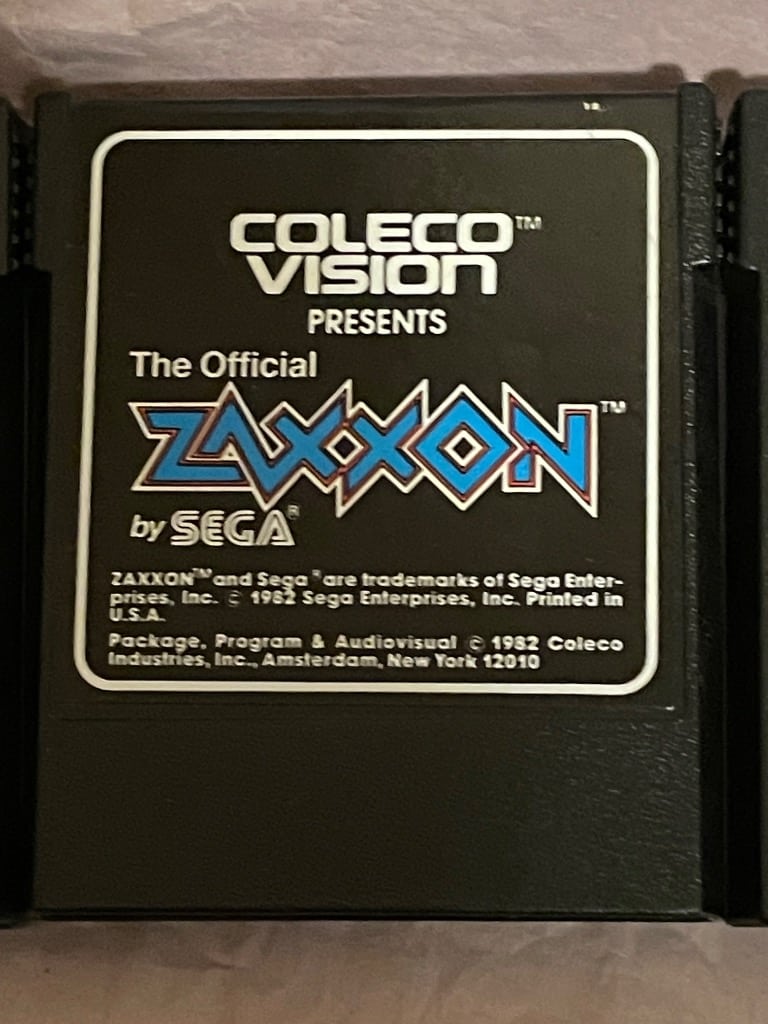 COLECO™
VISION
PRESENTS
The Official
ZAXXON™
by SEGA®
ZAXXON™ and Sega® are trademarks of Sega Enter-
prises, Inc. © 1982 Sega Enterprises, Inc. Printed in
U.S.A.
Package, Program & Audiovisual © 1982 Coleco
Industries, Inc., Amsterdam, New York 12010